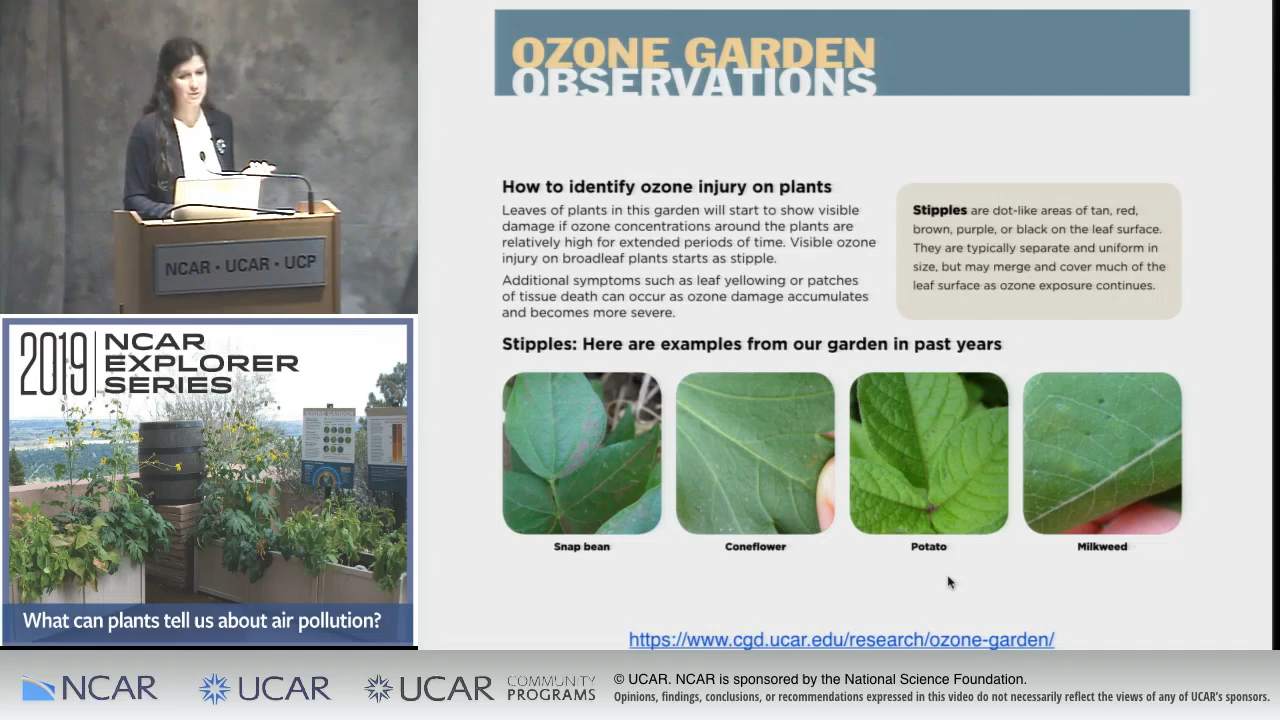 OZONE GARDEN
OBSERVATIONS
How to identify ozone injury on plants
Leaves of plants in this garden will start to show visible
damage if ozone concentrations around the plants are
relatively high for extended periods of time. Visible ozone
injury on broadleaf plants starts as stipple.
Additional symptoms such as leaf yellowing or patches
of tissue death can occur as ozone damage accumulates
and becomes more severe.
Stipples are dot-like areas of tan, red,
brown, purple, or black on the leaf surface.
They are typically separate and uniform in
size, but may merge and cover much of the
leaf surface as ozone exposure continues.
Stipples: Here are examples from our garden in past years
Snap bean
Coneflower
Potato
Milkweed
https://www.cgd.ucar.edu/research/ozone-garden/
NCAR • UCAR • UCP
2019 NCAR
EXPLORER
SERIES
What can plants tell us about air pollution?
NCAR
UCAR
UCAR
COMMUNITY
PROGRAMS
© UCAR. NCAR is sponsored by the National Science Foundation.
Opinions, findings, conclusions, or recommendations expressed in this video do not necessarily reflect the views of any of UCAR's sponsors.